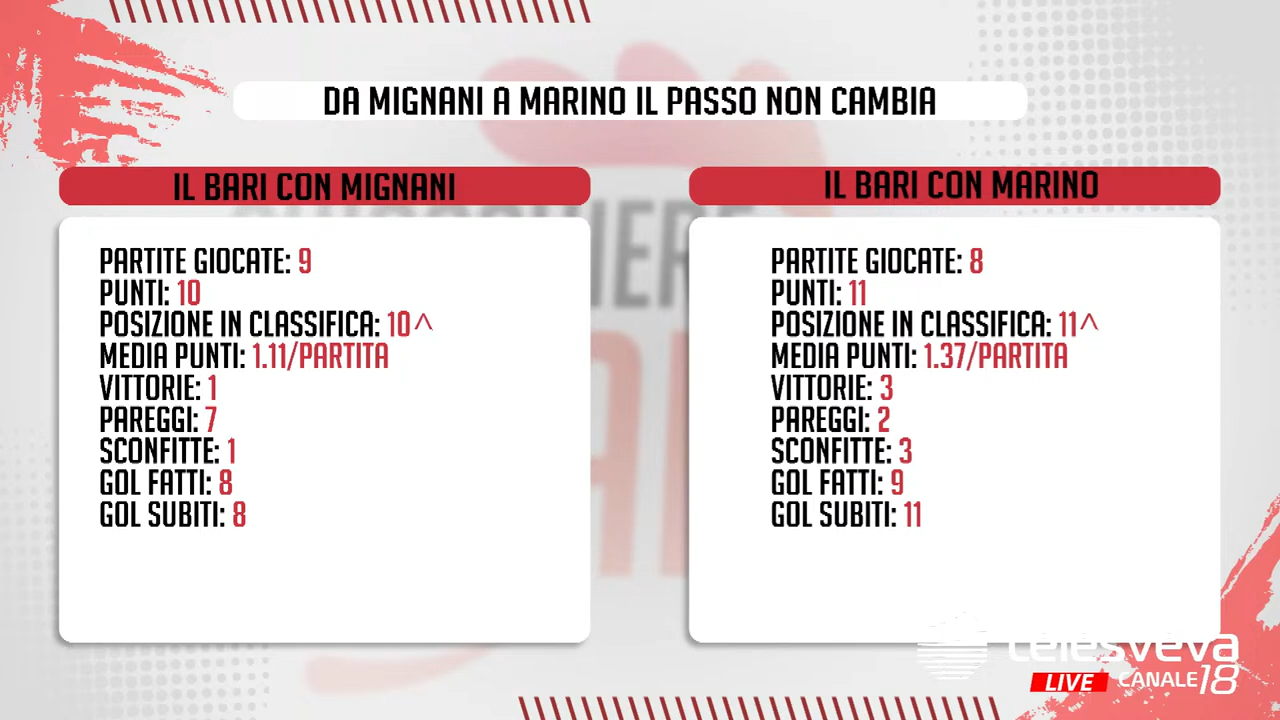 DA MIGNANI A MARINO IL PASSO NON CAMBIA
IL BARI CON MIGNANI
PARTITE GIOCATE: 9
PUNTI: 10
POSIZIONE IN CLASSIFICA: 10^
MEDIA PUNTI: 1.11/PARTITA
VITTORIE: 1
PAREGGI: 7
SCONFITTE: 1
GOL FATTI: 8
GOL SUBITI: 8
IL BARI CON MARINO
PARTITE GIOCATE: 8
PUNTI: 11
POSIZIONE IN CLASSIFICA: 11^
MEDIA PUNTI: 1.37/PARTITA
VITTORIE: 3
PAREGGI: 2
SCONFITTE: 3
GOL FATTI: 9
GOL SUBITI: 11
telesveva
LIVE CANALE 18